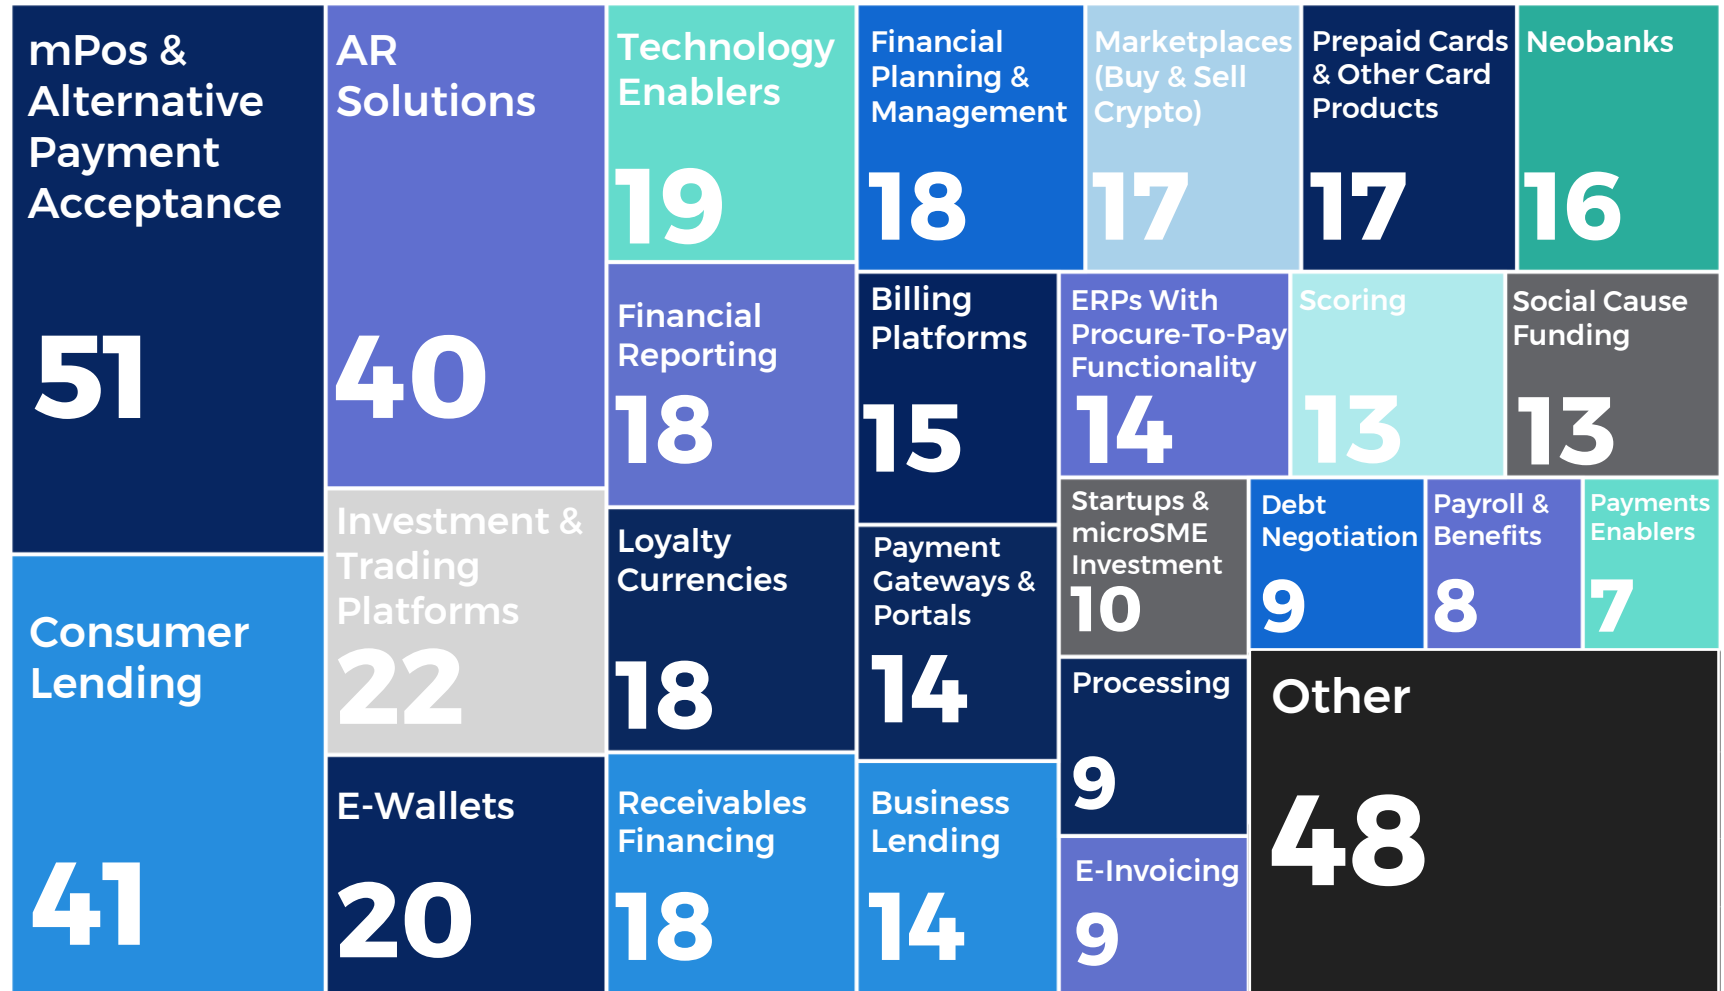 mPos &
Alternative
Payment
Acceptance
51
Consumer
Lending
41
AR
Solutions
40
Investment &
Trading
Platforms
22
E-Wallets
20
Technology
Enablers
19
Financial
Reporting
18
Loyalty
Currencies
18
Receivables
Financing
18
Financial
Planning &
Management
18
Marketplaces
(Buy & Sell
Crypto)
17
Prepaid Cards
& Other Card
Products
17
Neobanks
16
Billing
Platforms
15
Payment
Gateways &
Portals
14
Business
Lending
14
ERPs With
Procure-To-Pay
Functionality
14
Scoring
13
Social Cause
Funding
13
Startups &
microSME
Investment
10
Debt
Negotiation
9
Payroll &
Benefits
8
Payments
Enablers
7
Processing
9
E-Invoicing
9
Other
48